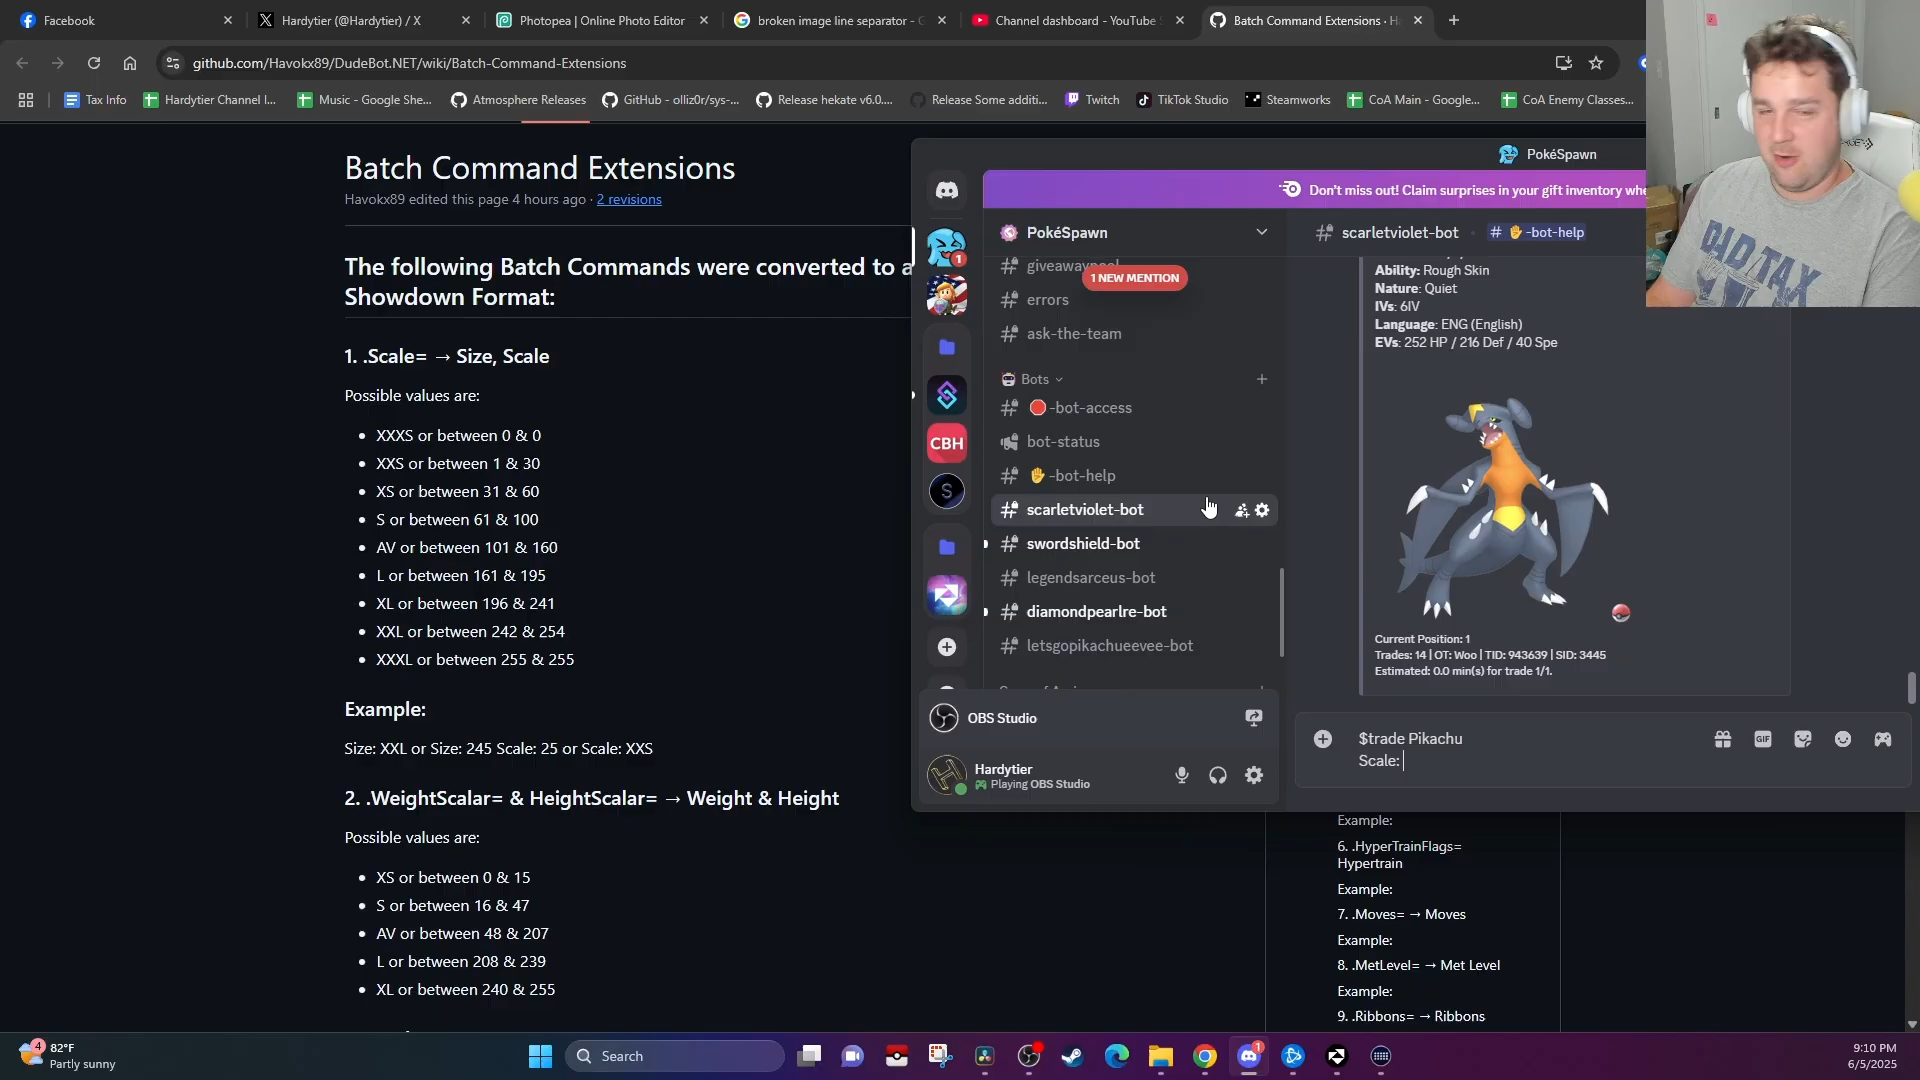 Facebook
Hardytier (@Hardytier) / X
Photopea | Online Photo Editor
broken image line separator -
Channel dashboard - YouTube
Batch Command Extensions ·
github.com/Havokx89/DudeBot.NET/wiki/Batch-Command-Extensions
Tax Info
Hardytier Channel I...
Music - Google She...
Atmosphere Releases
GitHub - olliz0r/sys-...
Release hekate v6.0....
Release Some additi...
Twitch
TikTok Studio
Steamworks
CoA Main - Google...
CoA Enemy Classes...
Batch Command Extensions
Havokx89 edited this page 4 hours ago · 2 revisions
The following Batch Commands were converted to a
Showdown Format:
1. .Scale= → Size, Scale
Possible values are:
• XXXS or between 0 & 0
• XXS or between 1 & 30
• XS or between 31 & 60
• S or between 61 & 100
• AV or between 101 & 160
• L or between 161 & 195
• XL or between 196 & 241
• XXL or between 242 & 254
• XXXL or between 255 & 255
Example:
Size: XXL or Size: 245 Scale: 25 or Scale: XXS
2. .WeightScalar= & HeightScalar= → Weight & Height
Possible values are:
• XS or between 0 & 15
• S or between 16 & 47
• AV or between 48 & 207
• L or between 208 & 239
• XL or between 240 & 255
PokéSpawn
Don't miss out! Claim surprises in your gift inventory
1
CBH
S
PokéSpawn
1 NEW MENTION
errors
ask-the-team
Bots
-bot-access
bot-status
-bot-help
scarletviolet-bot
swordshield-bot
legendsarceus-bot
diamondpearlre-bot
letsgopikachueevee-bot
OBS Studio
Hardytier
Playing OBS Studio
scarletviolet-bot
# -bot-help
Ability: Rough Skin
Nature: Quiet
IVs: 6IV
Language: ENG (English)
EVs: 252 HP / 216 Def / 40 Spe
Current Position: 1
Trades: 14 | OT: Woo | TID: 943639 | SID: 3445
Estimated: 0.0 min(s) for trade 1/1.
$trade Pikachu
Scale:
GIF
Example:
6. .HyperTrainFlags=
Hypertrain
Example:
7. .Moves= → Moves
Example:
8. .MetLevel= → Met Level
Example:
9. .Ribbons= → Ribbons
DAD TAX
4
82°F
Partly sunny
Search
1
9:10 PM
6/5/2025